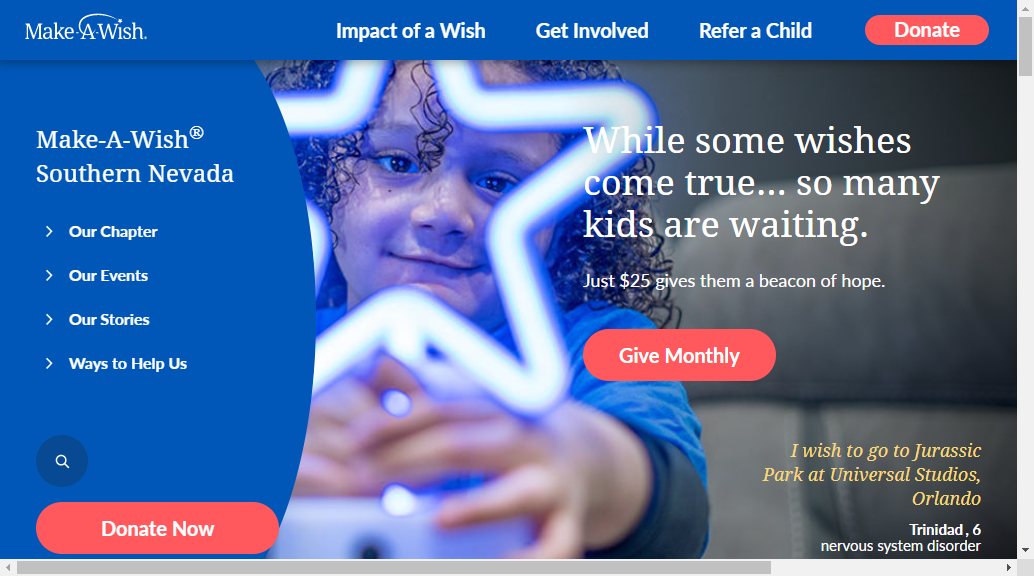 Make-A-Wish.
Impact of a Wish
Get Involved
Refer a Child
Donate
Make-A-Wish®
Southern Nevada
Our Chapter
Our Events
Our Stories
Ways to Help Us
Donate Now
While some wishes
come true... so many
kids are waiting.
Just $25 gives them a beacon of hope.
Give Monthly
I wish to go to Jurassic
Park at Universal Studios,
Orlando
Trinidad , 6
nervous system disorder